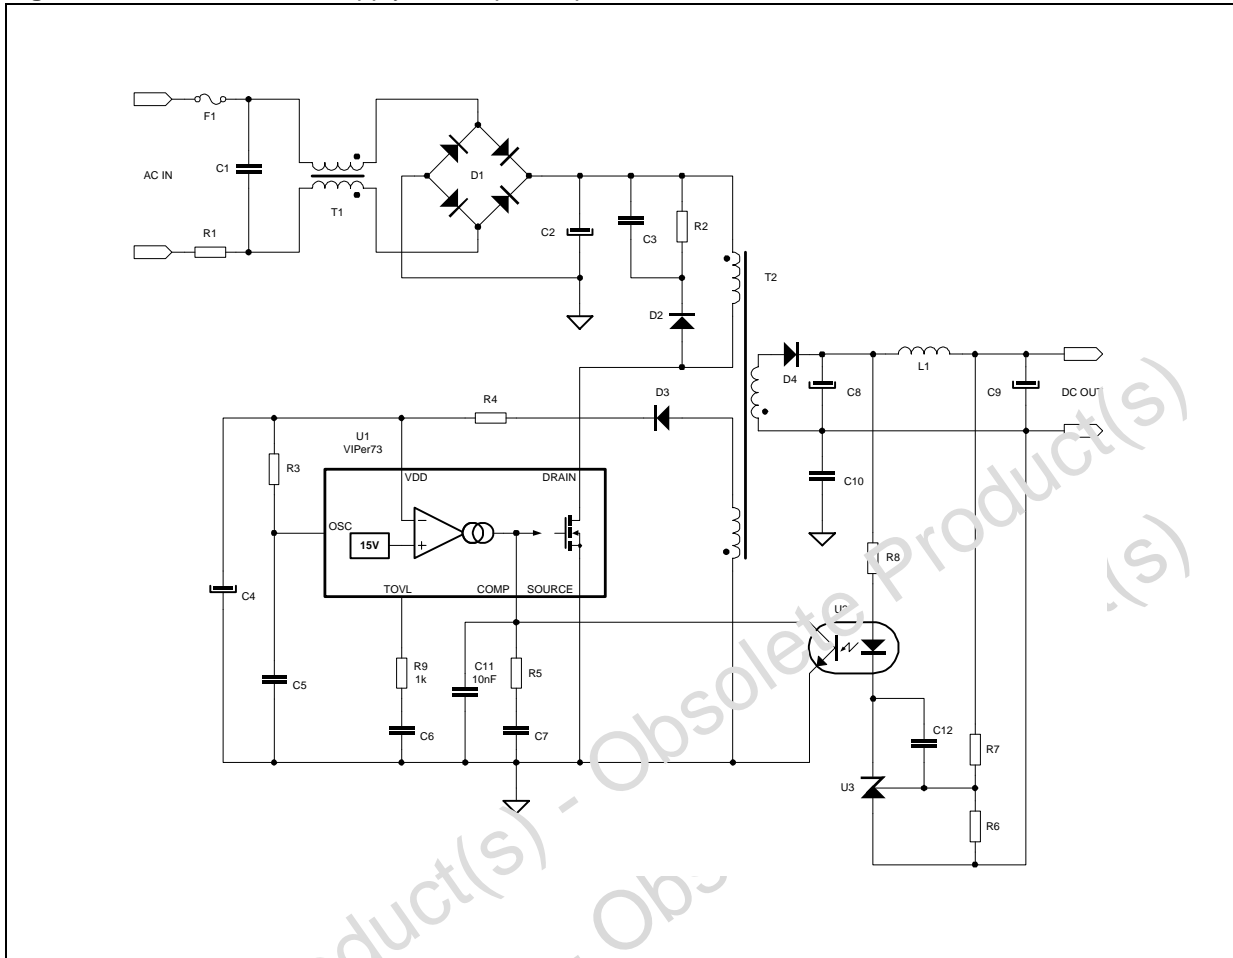 F1
C1
AC IN
T1
R1
D1
C2
C3
R2
D2
T2
D4
C8
L1
C9
DC OUT
D3
R4
U1
VIPer73
R3
VDD
DRAIN
OSC
15V
C10
R8
TOVL
COMP
SOURCE
C4
C5
R9
1k
C6
C11
10nF
R5
C7
C12
R7
U3
R6
Product(s) - Obsolete Product(s)